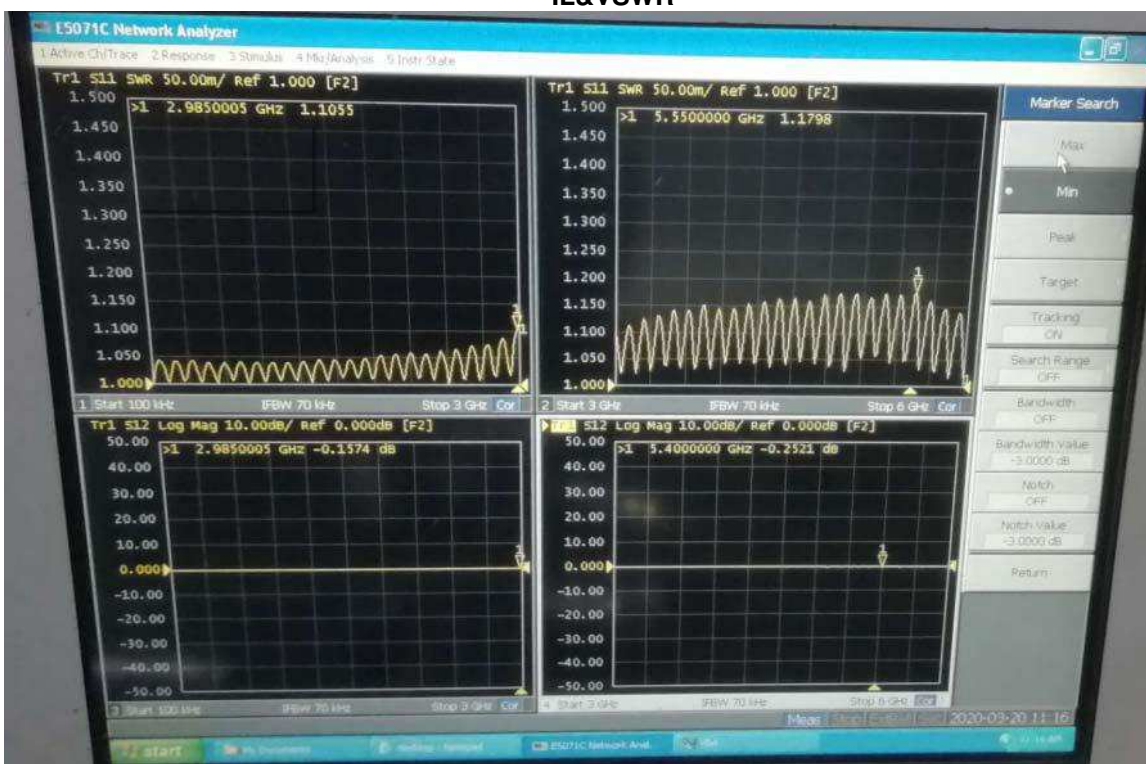 IL&VSWR
E5071C Network Analyzer
1 Active Ch/Trace 2 Response 3 Stimulus 4 Mkr/Analysis 5 Instr State
Tr1 S11 SWR 50.00m/ Ref 1.000 [F2]
>1 2.9850005 GHz 1.1055
1.500
1.450
1.400
1.350
1.300
1.250
1.200
1.150
1.100
1.050
1.000
1
1
1 Start 100 kHz IFBW 70 kHz Stop 3 GHz Cor
Tr1 S11 SWR 50.00m/ Ref 1.000 [F2]
>1 5.5500000 GHz 1.1798
1.500
1.450
1.400
1.350
1.300
1.250
1.200
1.150
1.100
1.050
1.000
1
2 Start 3 GHz IFBW 70 kHz Stop 6 GHz Cor
Tr1 S12 Log Mag 10.00dB/ Ref 0.000dB [F2]
>1 2.9850005 GHz -0.1574 dB
50.00
40.00
30.00
20.00
10.00
0.000
-10.00
-20.00
-30.00
-40.00
-50.00
1
3 Start 100 kHz IFBW 70 kHz Stop 3 GHz Cor
Tr1 S12 Log Mag 10.00dB/ Ref 0.000dB [F2]
>1 5.4000000 GHz -0.2521 dB
50.00
40.00
30.00
20.00
10.00
0.000
-10.00
-20.00
-30.00
-40.00
-50.00
1
4 Start 3 GHz IFBW 70 kHz Stop 6 GHz Cor
Marker Search
Max
Min
Peak
Target
Tracking
ON
Search Range
OFF
Bandwidth
OFF
Bandwidth Value
-3.0000 dB
Notch
OFF
Notch Value
-3.0000 dB
Return
Meas Stop ExtRef Svc 2020-03-20 11:16
start My Documents E5071C Network Anal.